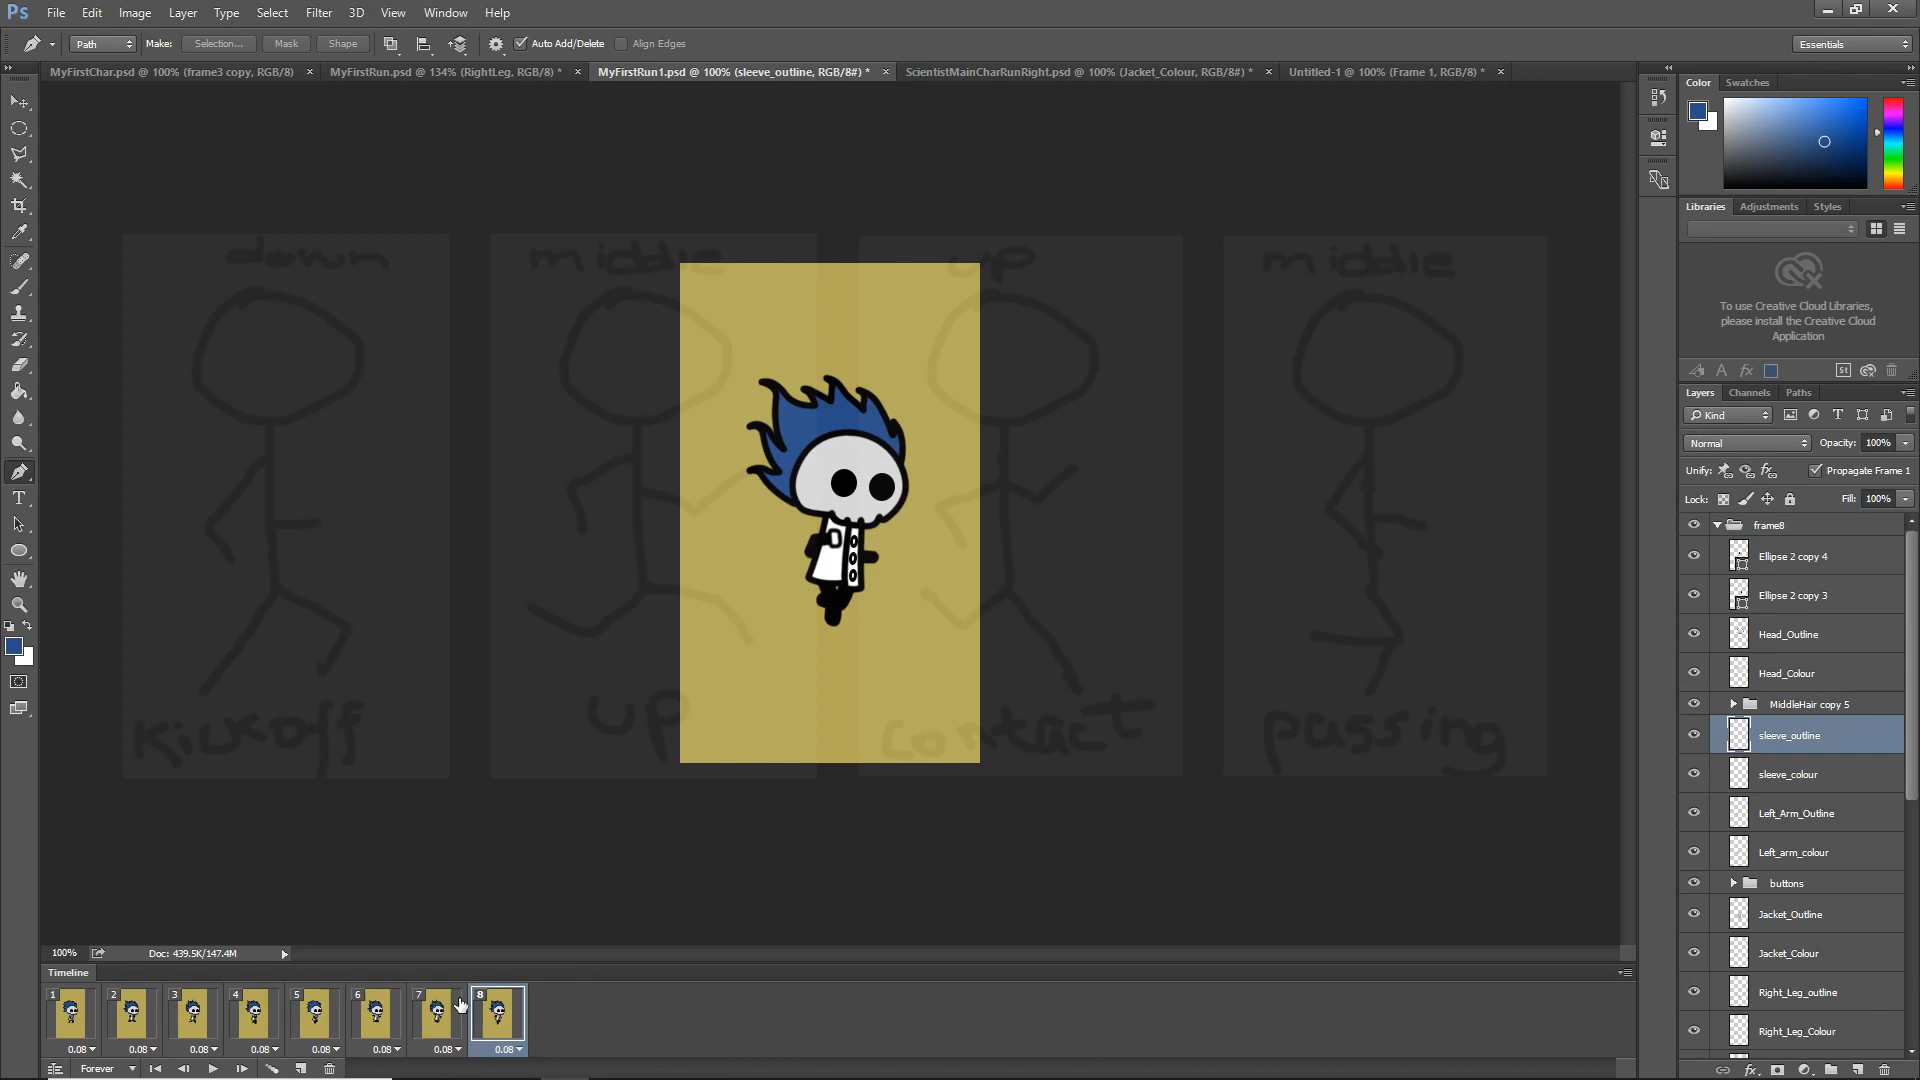 Ps File Edit Image Layer Type Select Filter 3D View Window Help
Path Make: Selection... Mask Shape Auto Add/Delete Align Edges Essentials
MyFirstChar.psd @ 100% (frame3 copy, RGB/8) MyFirstRun.psd @ 134% (RightLeg, RGB/8) * MyFirstRun1.psd @ 100% (sleeve_outline, RGB/8#) * ScientistMainCharRunRight.psd @ 100% (Jacket_Colour, RGB/8#) * Untitled-1 @ 100% (Frame 1, RGB/8) *
Color Swatches
Libraries Adjustments Styles
To use Creative Cloud Libraries,
please install the Creative Cloud
Application
St
Layers Channels Paths
Kind
Normal Opacity: 100%
Unify: Propagate Frame 1
Lock: Fill: 100%
frame8
Ellipse 2 copy 4
Ellipse 2 copy 3
Head_Outline
Head_Colour
MiddleHair copy 5
sleeve_outline
sleeve_colour
Left_Arm_Outline
Left_arm_colour
buttons
Jacket_Outline
Jacket_Colour
Right_Leg_outline
Right_Leg_Colour
down middle up middle
Kickoff up contact passing
100% Doc: 439.5K/147.4M
Timeline
1 2 3 4 5 6 7 8
0.08 0.08 0.08 0.08 0.08 0.08 0.08 0.08
Forever